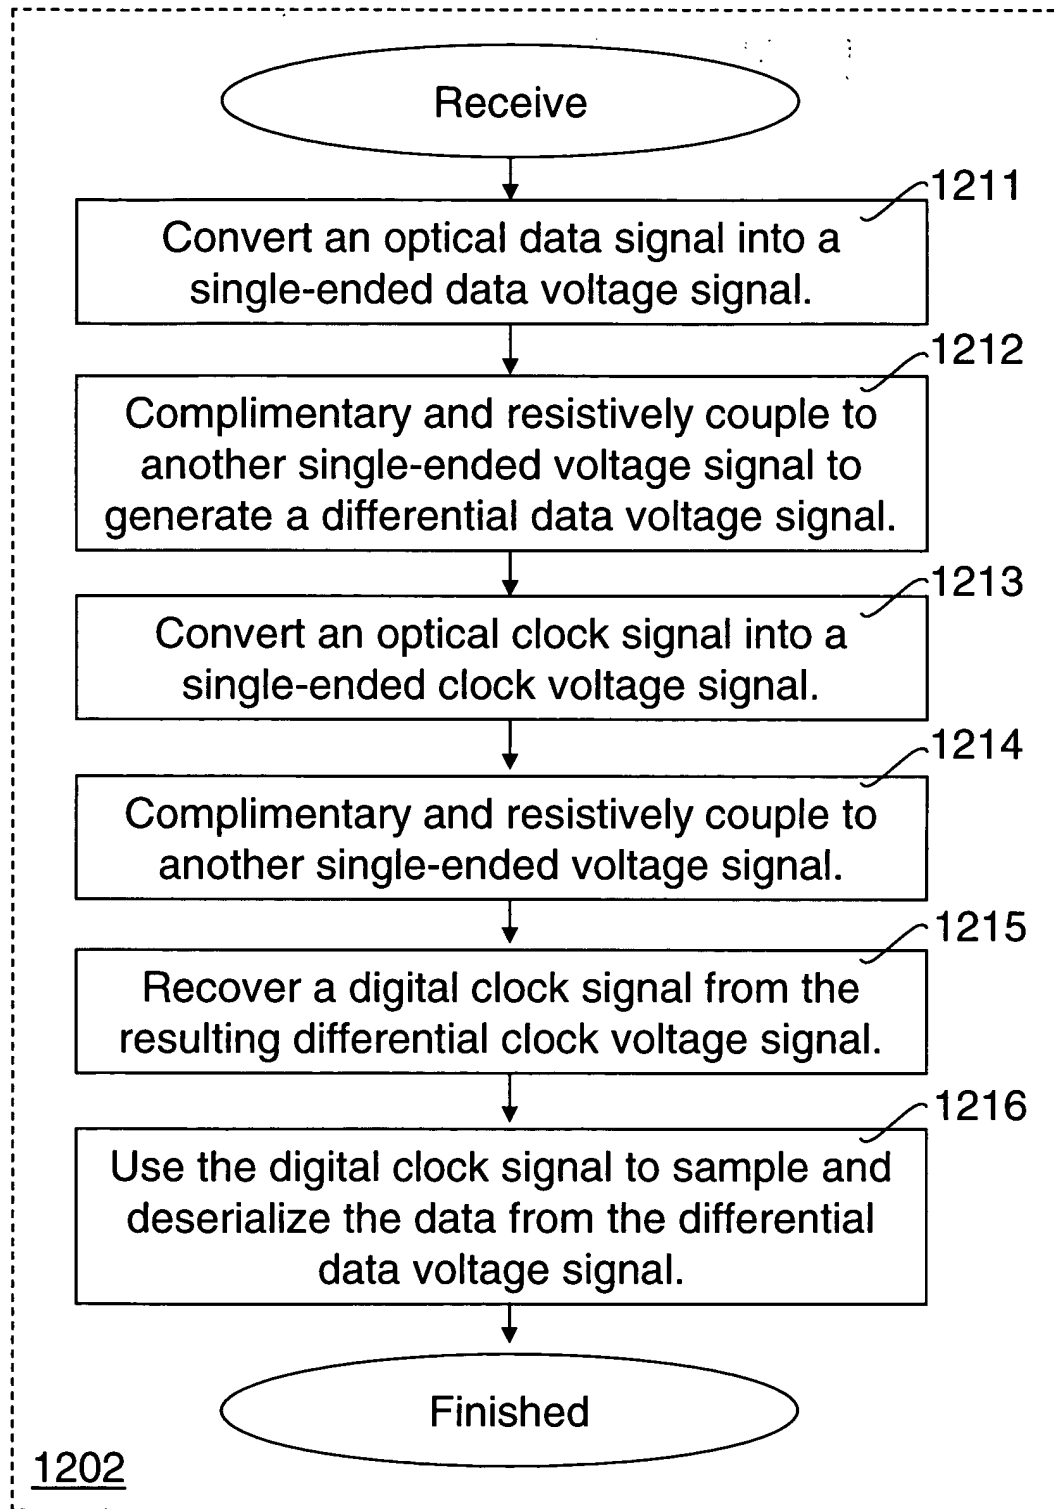 Receive
1211
Convert an optical data signal into a
single-ended data voltage signal.
1212
Complimentary and resistively couple to
another single-ended voltage signal to
generate a differential data voltage signal.
1213
Convert an optical clock signal into a
single-ended clock voltage signal.
1214
Complimentary and resistively couple to
another single-ended voltage signal.
1215
Recover a digital clock signal from the
resulting differential clock voltage signal.
1216
Use the digital clock signal to sample and
deserialize the data from the differential
data voltage signal.
Finished
1202